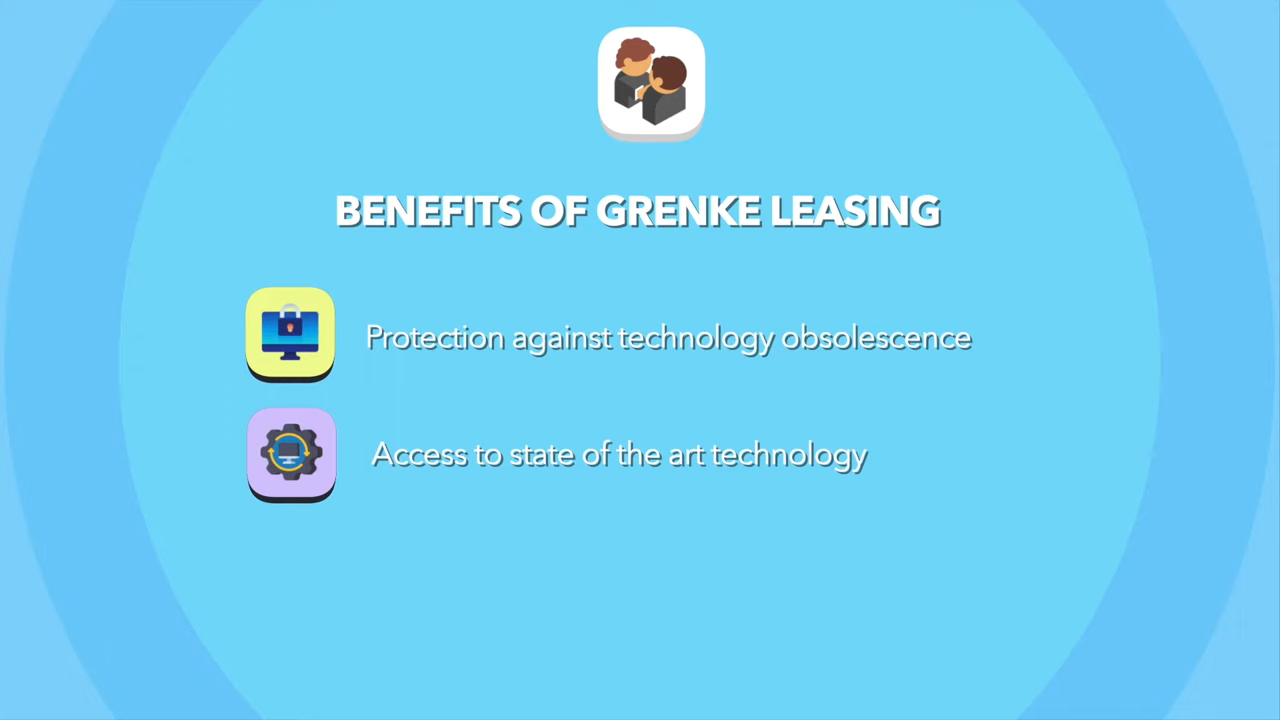 BENEFITS OF GRENKE LEASING
Protection against technology obsolescence
Access to state of the art technology